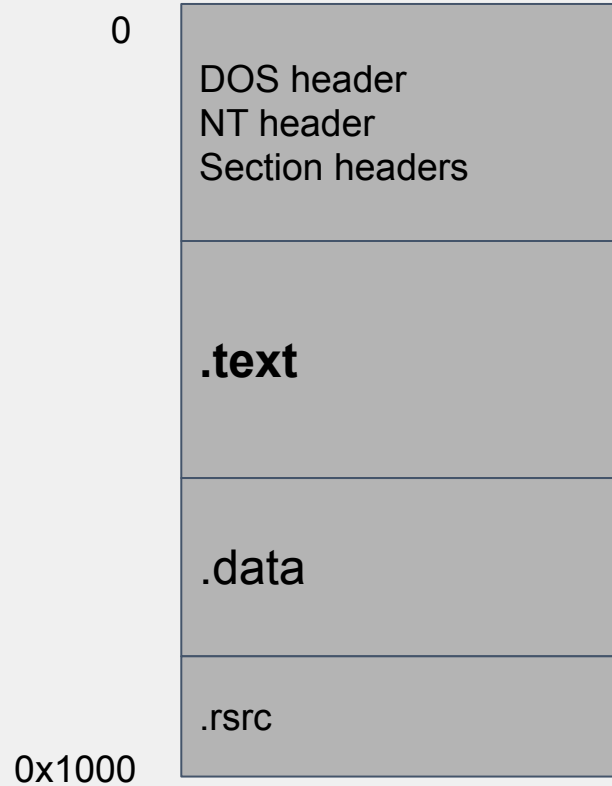 0
DOS header
NT header
Section headers
.text
.data
.rsrc
0x1000